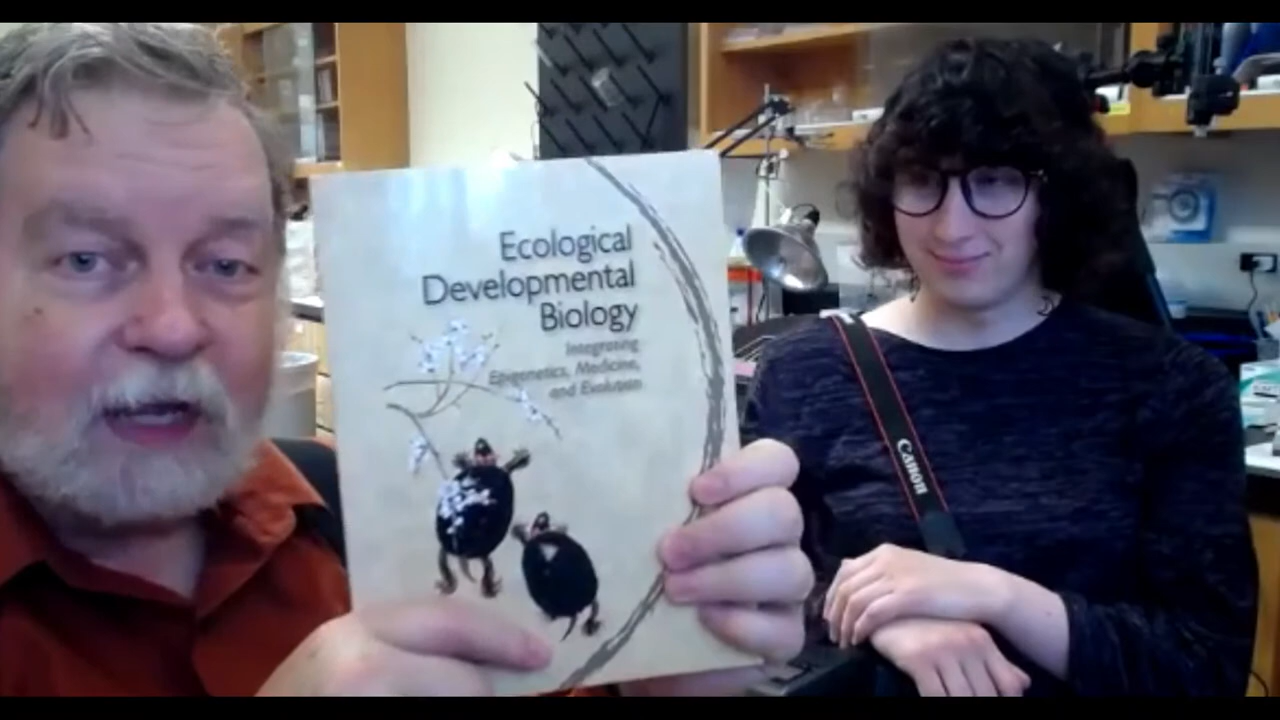 Ecological
Developmental
Biology
Integrating
Epigenetics, Medicine,
and Evolution
Canon